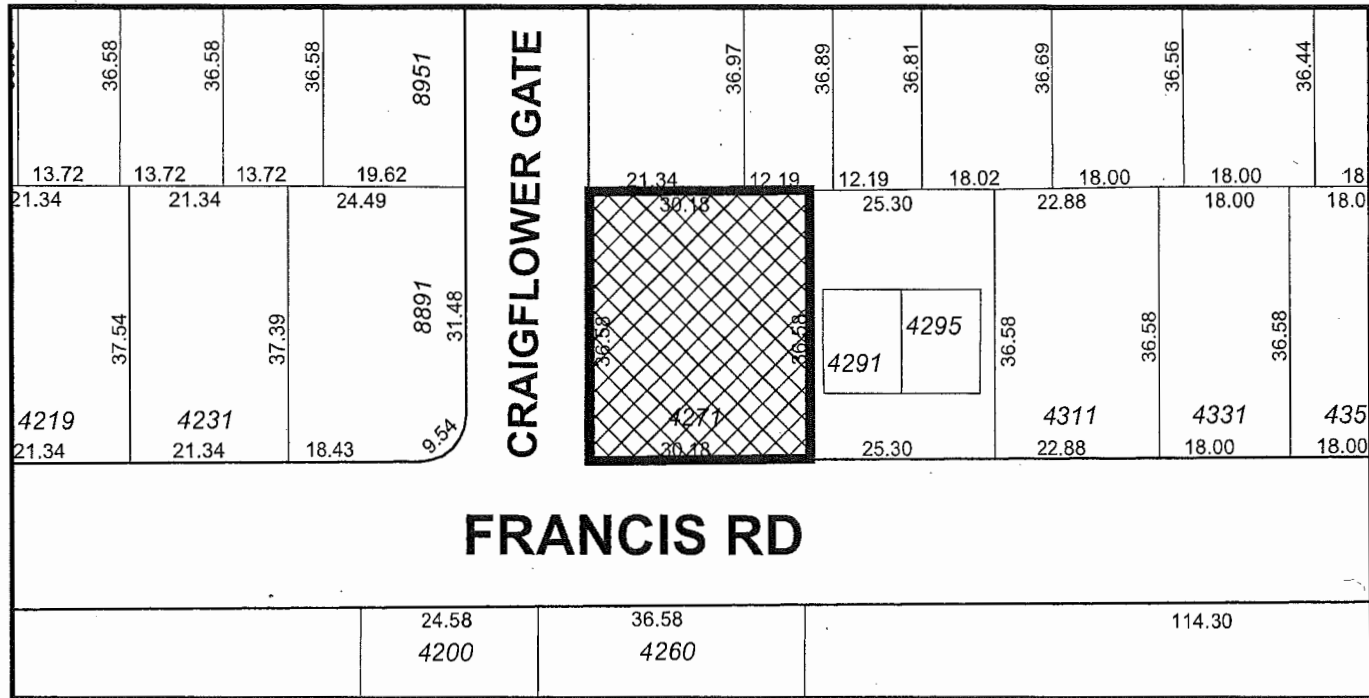 36.58 36.58 36.58 8951 36.97 36.89 36.81 36.69 36.56 36.44
CRAIGFLOWER GATE
13.72 13.72 13.72 19.62 21.34 12.19 12.19 18.02 18.00 18.00 18
21.34 21.34 24.49 30.18 25.30 22.88 18.00 18.0
37.54 37.39 8891 31.48 36.58 36.58 4291 4295 36.58 36.58 36.58
4219 4231 9.54 4271 4311 4331 435
21.34 21.34 18.43 30.18 25.30 22.88 18.00 18.00
FRANCIS RD
24.58 36.58 114.30
4200 4260